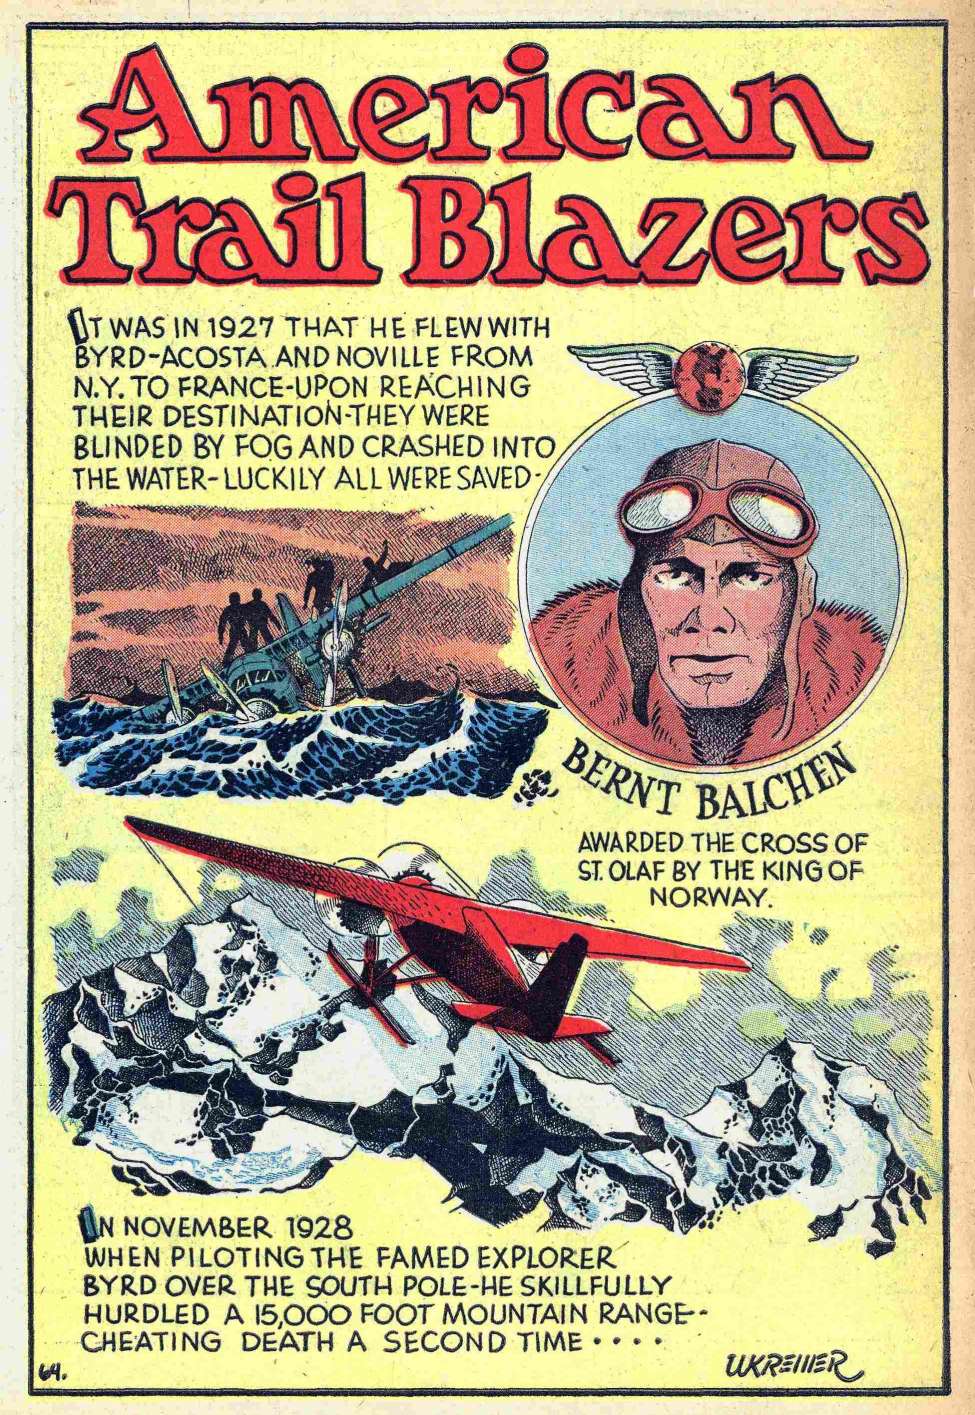 American
Trail Blazers
IT WAS IN 1927 THAT HE FLEW WITH
BYRD-ACOSTA AND NOVILLE FROM
N.Y. TO FRANCE-UPON REACHING
THEIR DESTINATION-THEY WERE
BLINDED BY FOG AND CRASHED INTO
THE WATER-LUCKILY ALL WERE SAVED-
BERNT BALCHEN
AWARDED THE CROSS OF
ST. OLAF BY THE KING OF
NORWAY.
IN NOVEMBER 1928
WHEN PILOTING THE FAMED EXPLORER
BYRD OVER THE SOUTH POLE-HE SKILLFULLY
HURDLED A 15,000 FOOT MOUNTAIN RANGE--
CHEATING DEATH A SECOND TIME ····
64.